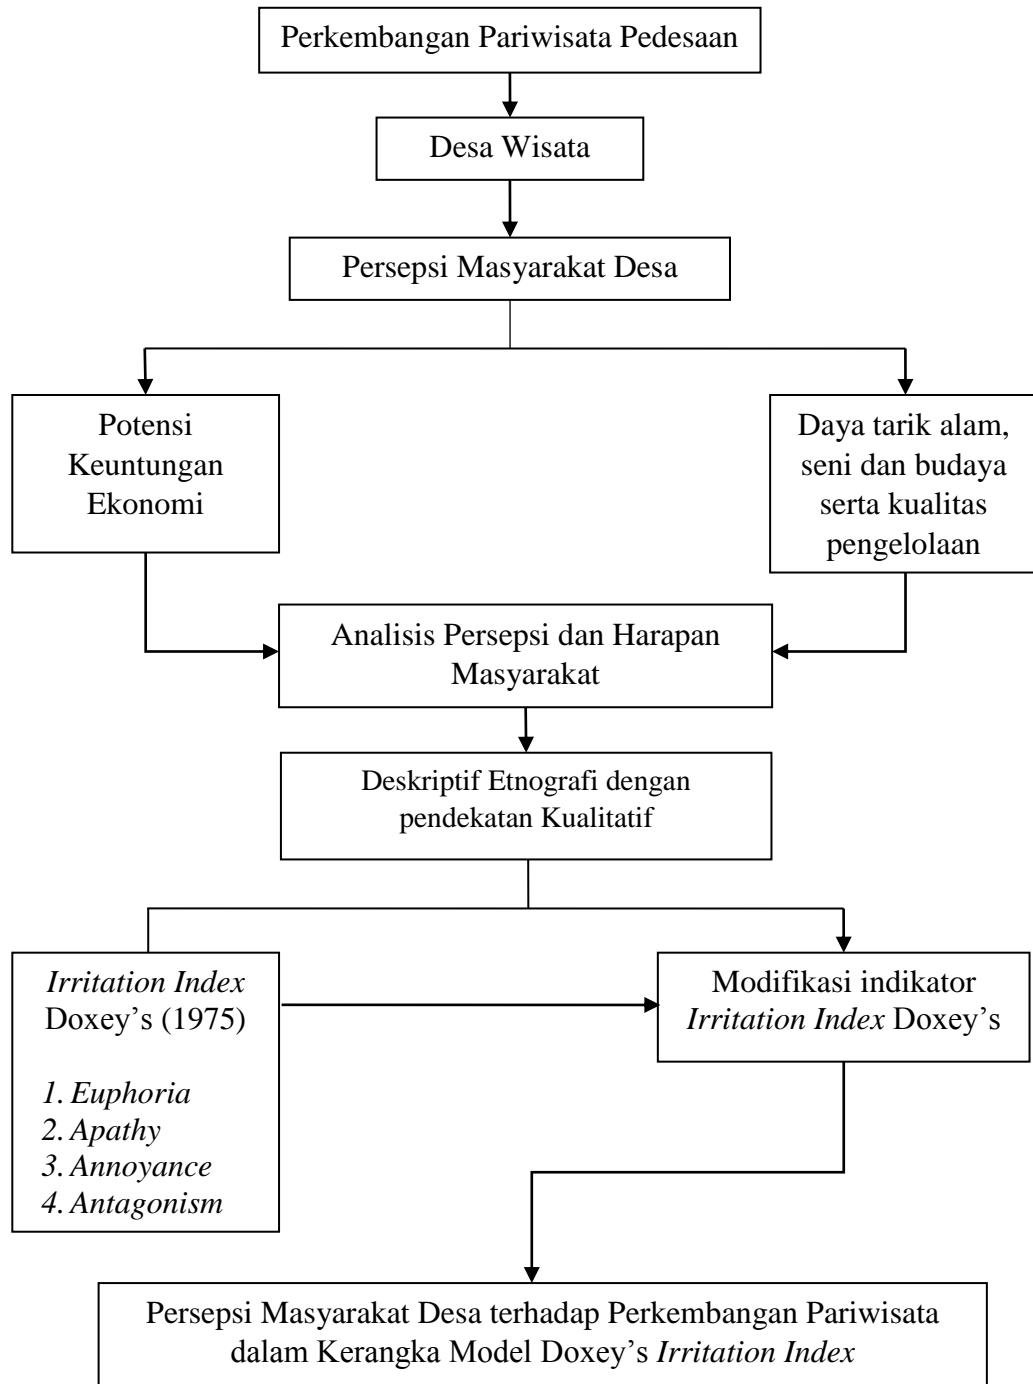 Perkembangan Pariwisata Pedesaan
Desa Wisata
Persepsi Masyarakat Desa
Potensi
Keuntungan
Ekonomi
Daya tarik alam,
seni dan budaya
serta kualitas
pengelolaan
Analisis Persepsi dan Harapan
Masyarakat
Deskriptif Etnografi dengan
pendekatan Kualitatif
Irritation Index
Doxey’s (1975)
1. Euphoria
2. Apathy
3. Annoyance
4. Antagonism
Modifikasi indikator
Irritation Index Doxey’s
Persepsi Masyarakat Desa terhadap Perkembangan Pariwisata
dalam Kerangka Model Doxey’s Irritation Index